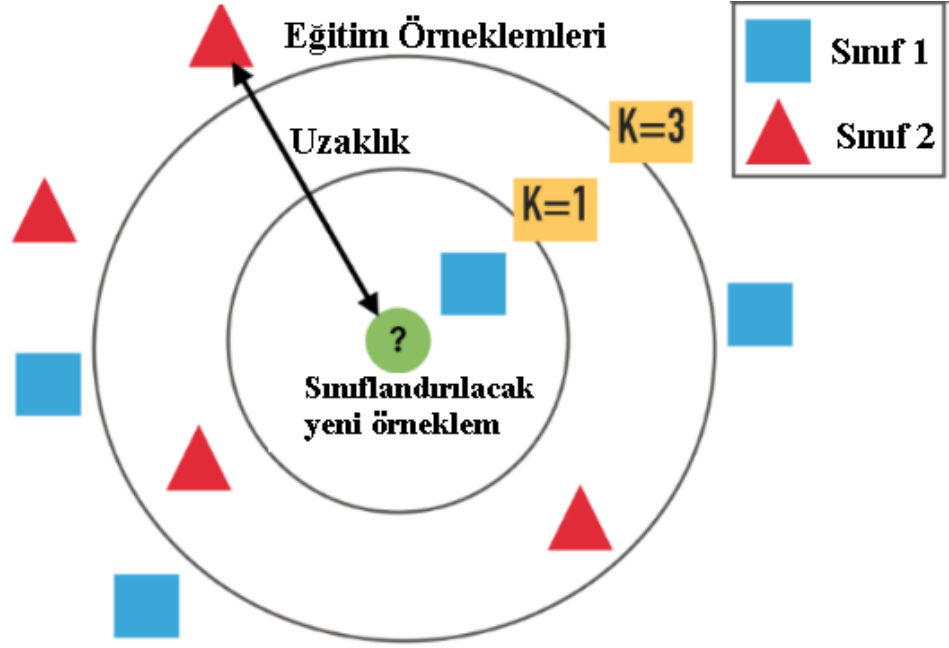 Eğitim Örneklemleri
Sınıf 1
Sınıf 2
K=3
Uzaklık
K=1
?
Sınıflandırılacak
yeni örneklem